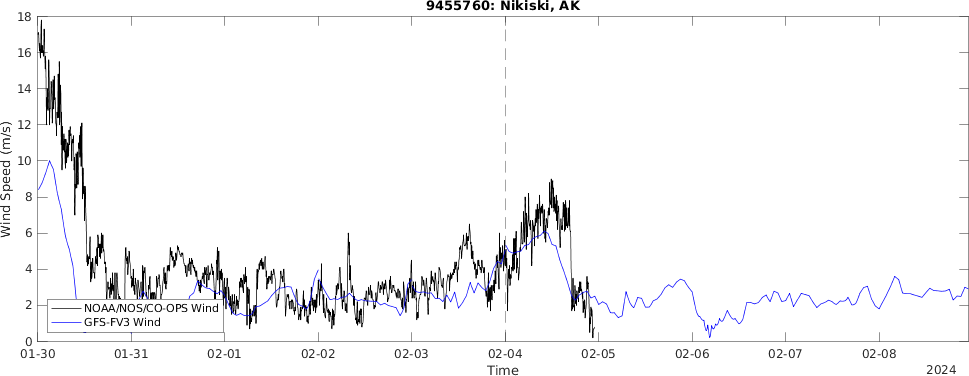 9455760: Nikiski, AK
18
16
14
12
10
8
6
4
2
0
Wind Speed (m/s)
NOAA/NOS/CO-OPS Wind
GFS-FV3 Wind
01-30 01-31 02-01 02-02 02-03 02-04 02-05 02-06 02-07 02-08
Time
2024